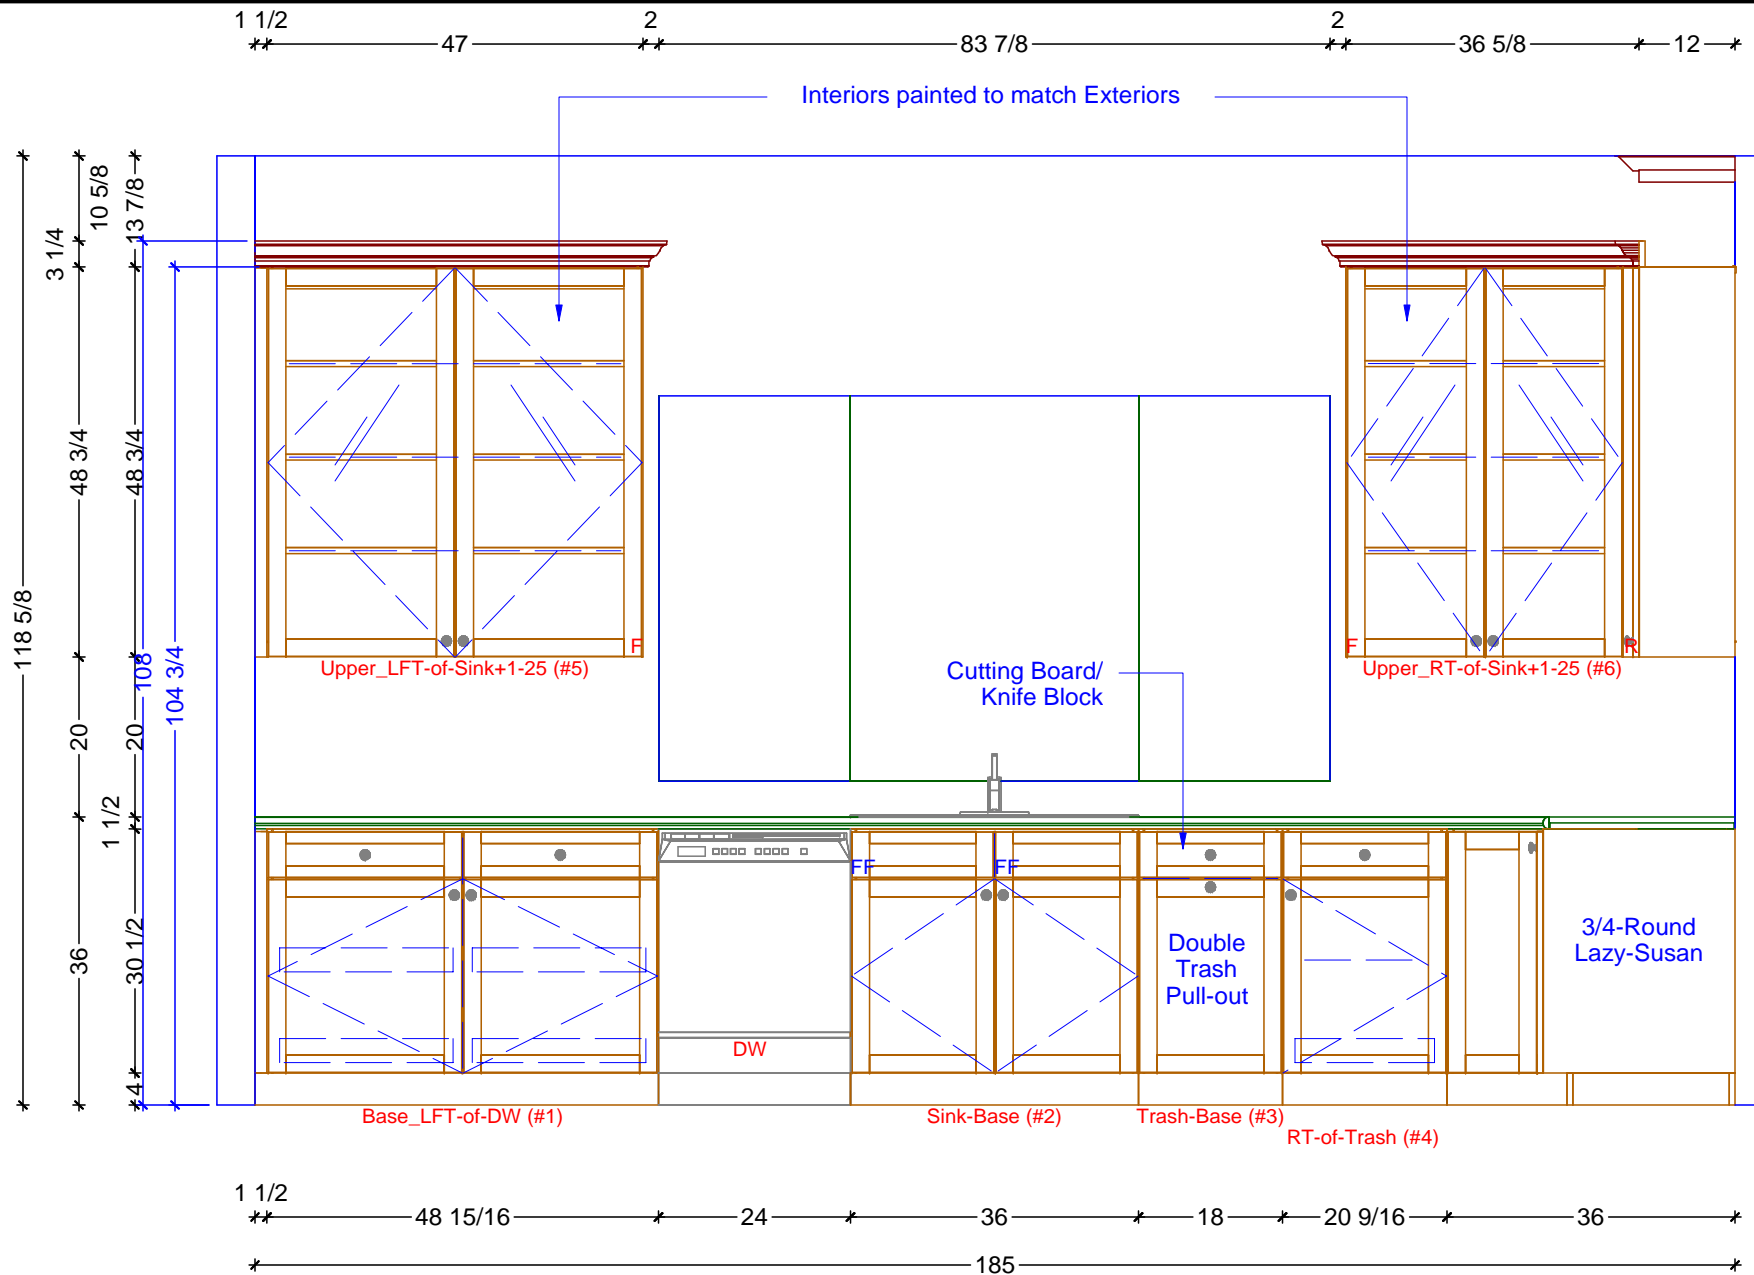 1 1/2
2
2
47
83 7/8
36 5/8
12
Interiors painted to match Exteriors
10 5/8
13 7/8
3 1/4
48 3/4
48 3/4
118 5/8
108
104 3/4
20
20
1 1/2
36
30 1/2
4
F
Upper_LFT-of-Sink+1-25 (#5)
F
R
Upper_RT-of-Sink+1-25 (#6)
Cutting Board/
Knife Block
FF
FF
Double
Trash
Pull-out
3/4-Round
Lazy-Susan
DW
Base_LFT-of-DW (#1)
Sink-Base (#2)
Trash-Base (#3)
RT-of-Trash (#4)
1 1/2
48 15/16
24
36
18
20 9/16
36
185